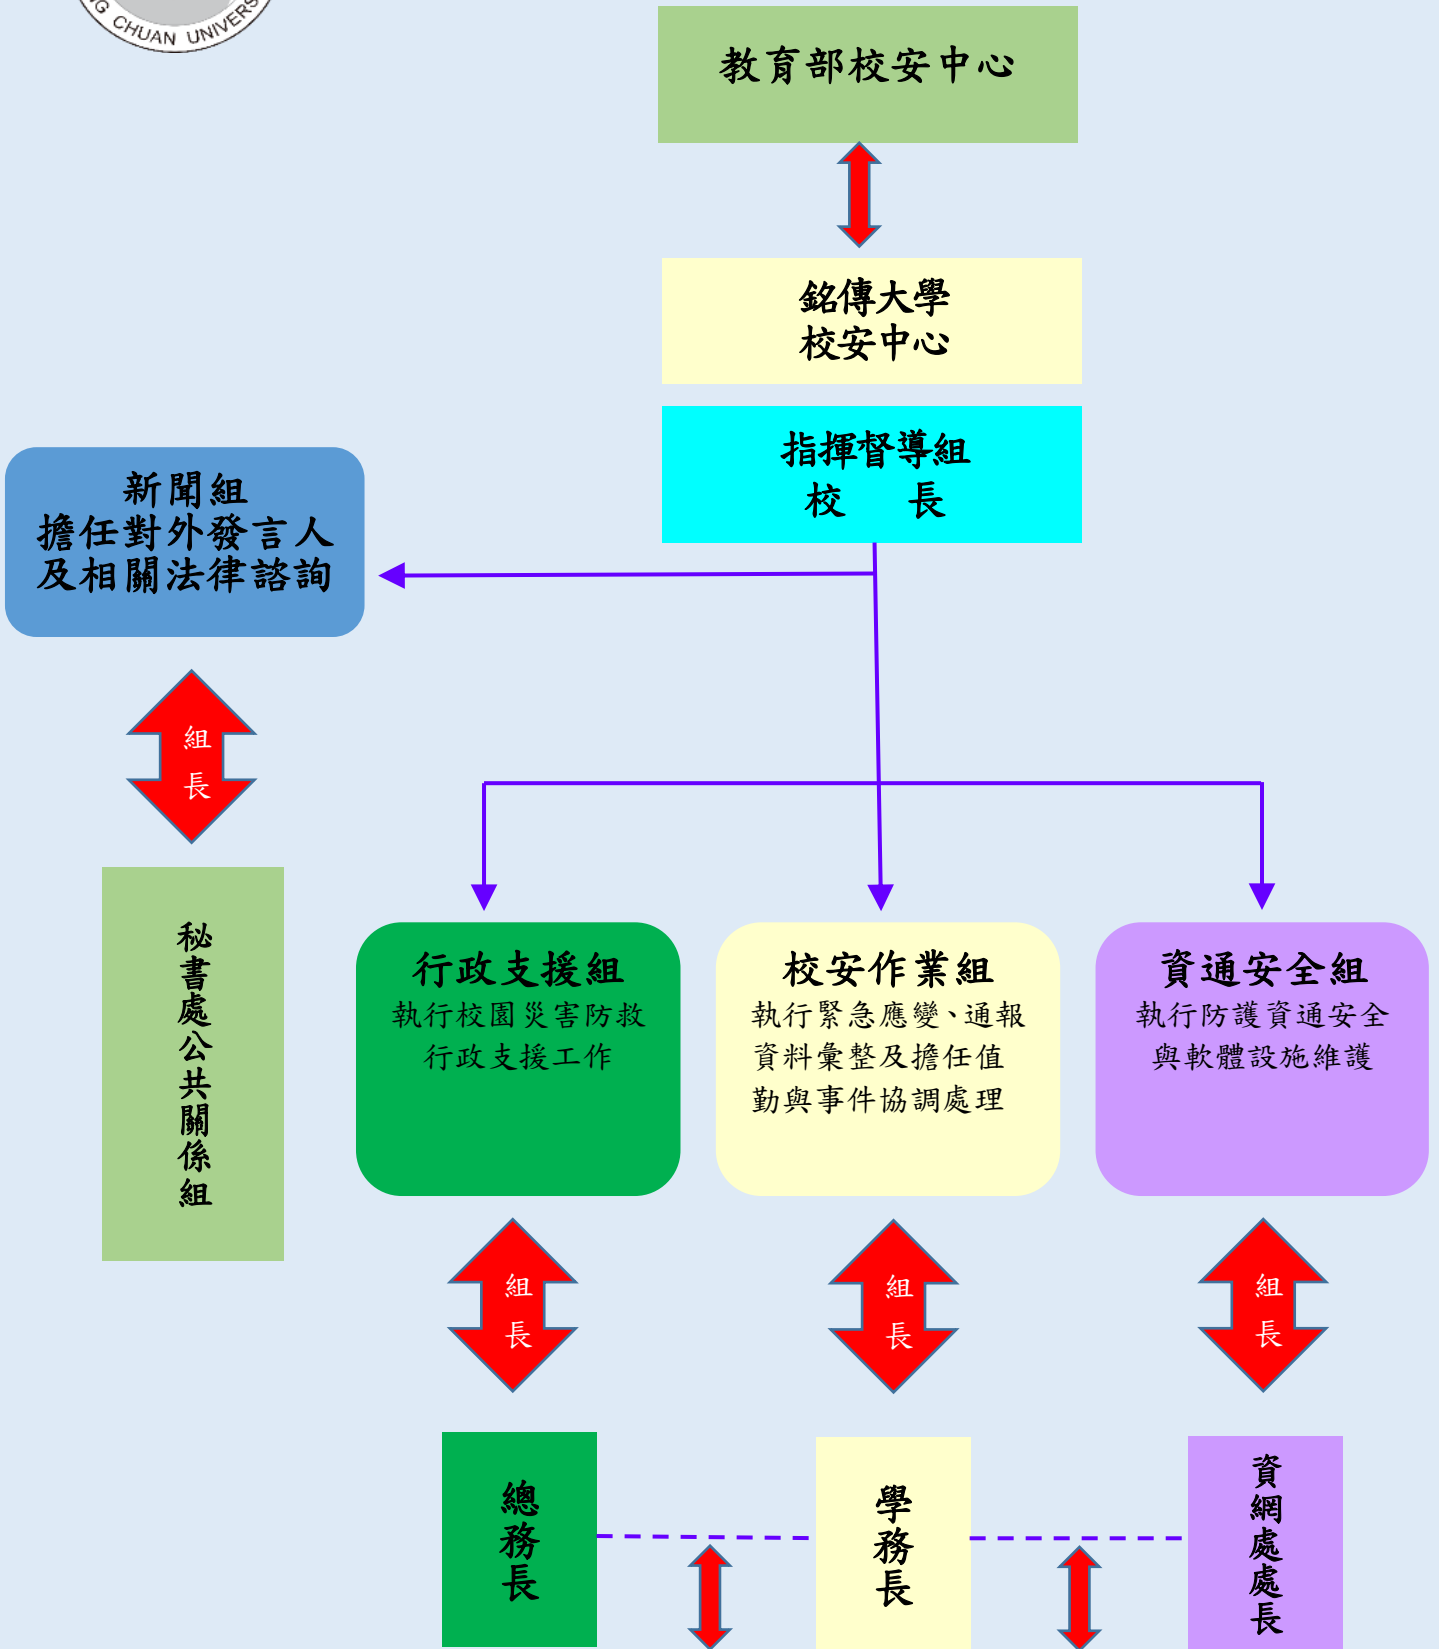 NG CHUAN UNIVERS
教育部校安中心
銘傳大學
校安中心
指揮督導組
校　長
新聞組
擔任對外發言人
及相關法律諮詢
組
長
秘書處公共關係組
行政支援組
執行校園災害防救
行政支援工作
校安作業組
執行緊急應變、通報
資料彙整及擔任值
勤與事件協調處理
資通安全組
執行防護資通安全
與軟體設施維護
組
長
組
長
組
長
總務長
學務長
資網處處長